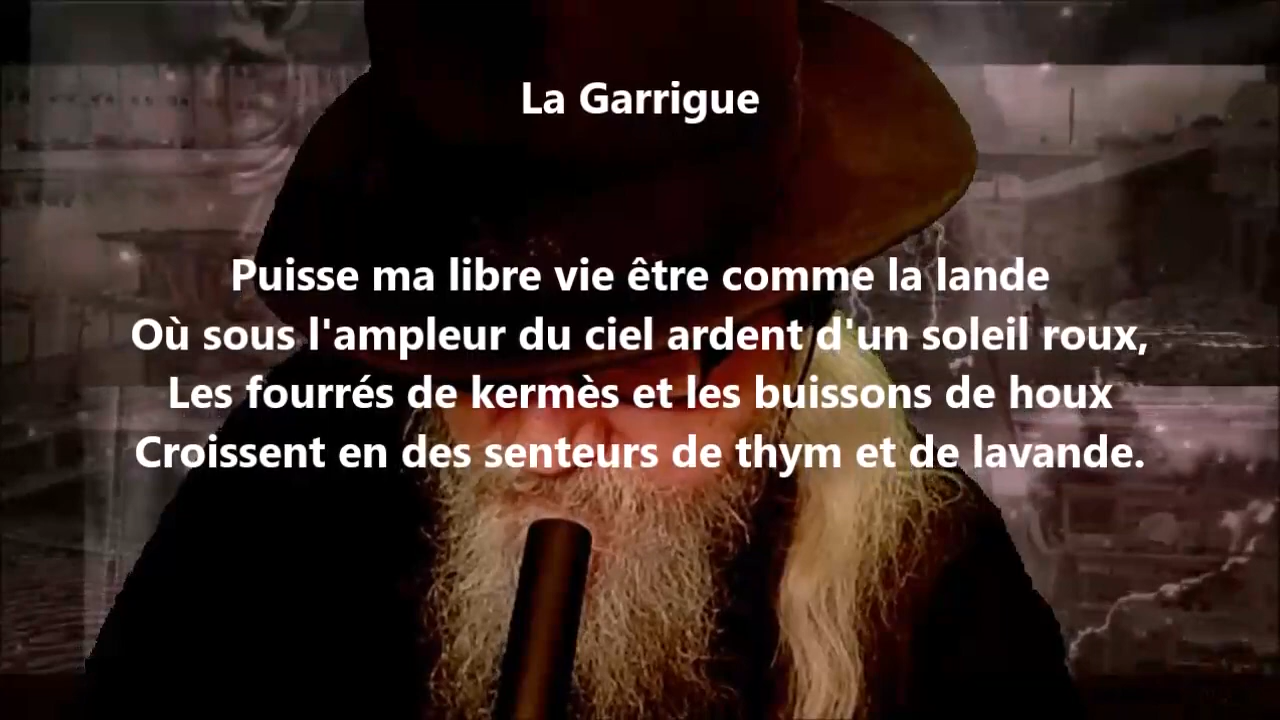 La Garrigue
Puisse ma libre vie être comme la lande
Où sous l'ampleur du ciel ardent d'un soleil roux,
Les fourrés de kermès et les buissons de houx
Croissent en des senteurs de thym et de lavande.